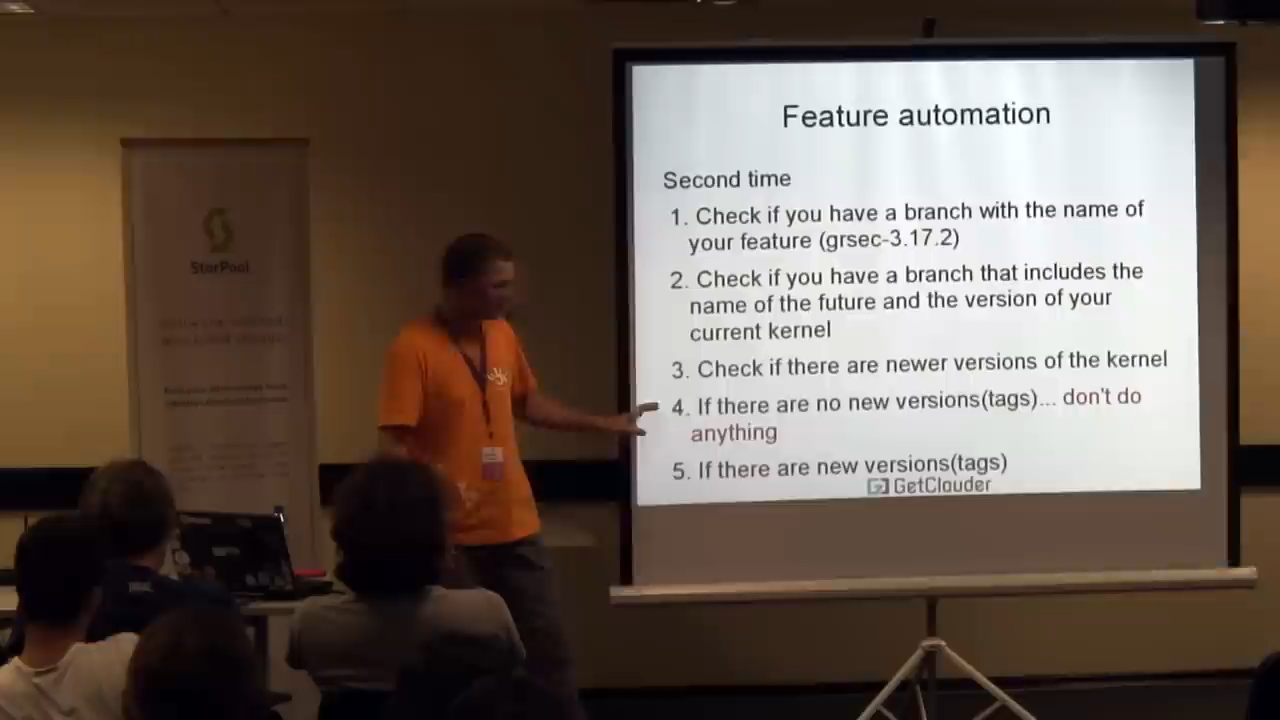 Feature automation
Second time
1. Check if you have a branch with the name of
your feature (grsec-3.17.2)
2. Check if you have a branch that includes the
name of the future and the version of your
current kernel
3. Check if there are newer versions of the kernel
4. If there are no new versions(tags)... don't do
anything
5. If there are new versions(tags)
GetClouder
StorPool